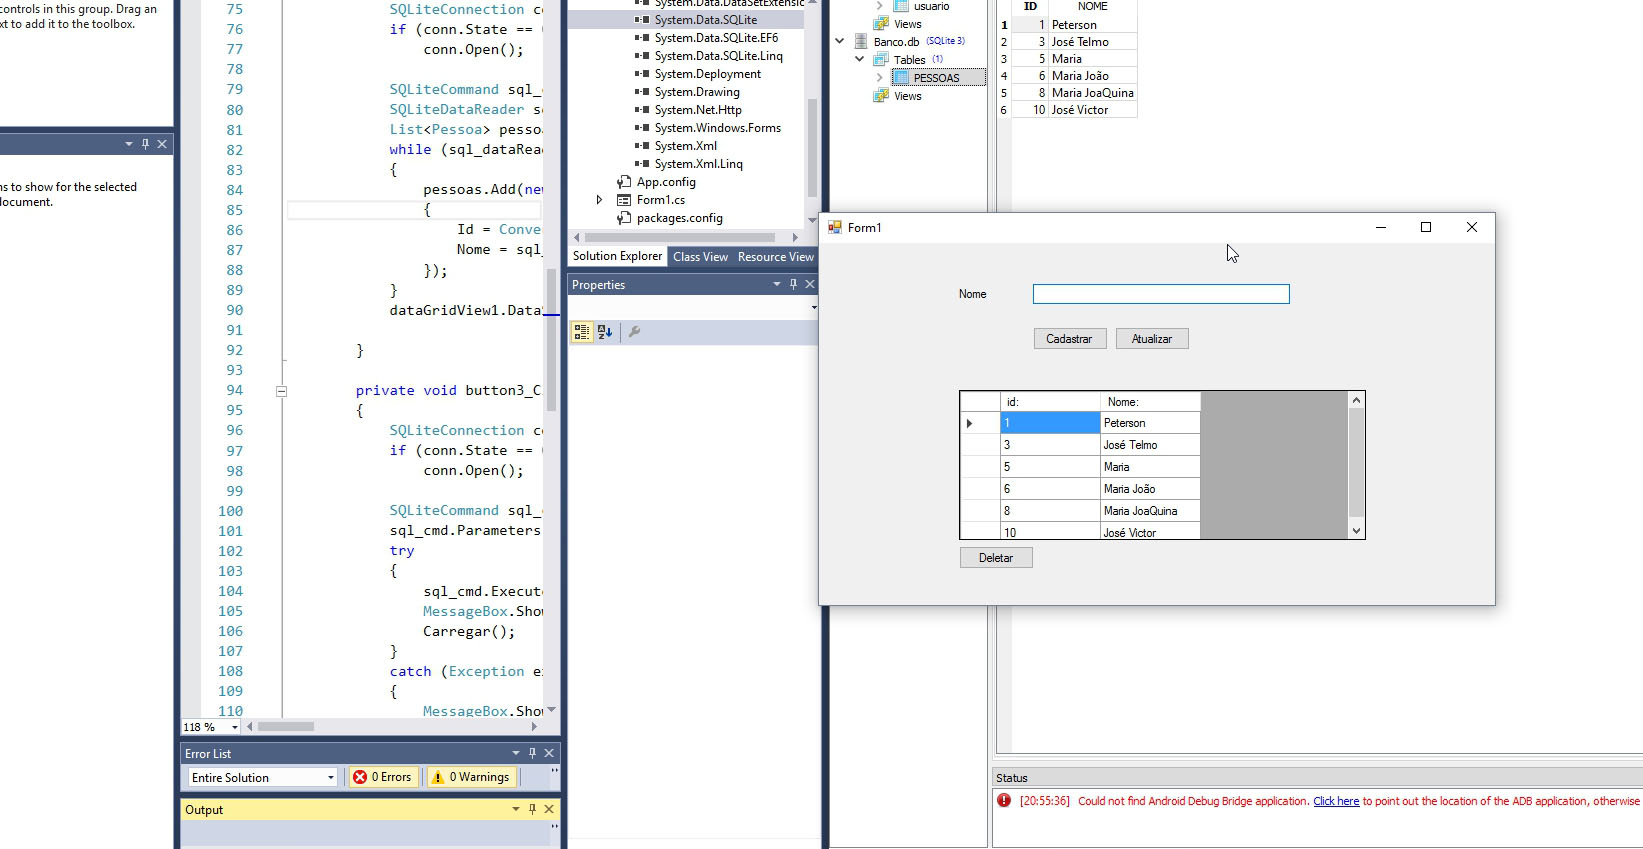 controls in this group. Drag an
xt to add it to the toolbox.
ns to show for the selected
document.
75 SQLiteConnection
76 if (conn.State ==
77 conn.Open();
78
79 SQLiteCommand sql_
80 SQLiteDataReader
81 List<Pessoa>
82 while (sql_dataRea
83 {
84 pessoas.Add(new
85 {
86 Id = Conve
87 Nome = sql_
88 });
89 }
90 dataGridView1.Data
91
92 }
93
94 private void button3_C
95 {
96 SQLiteConnection
97 if (conn.State ==
98 conn.Open();
99
100 SQLiteCommand sql_
101 sql_cmd.Parameters
102 try
103 {
104 sql_cmd.Execut
105 MessageBox.Sho
106 Carregar();
107 }
108 catch (Exception
109 {
110 MessageBox.Sho
118 %
Error List
Entire Solution
0 Errors
0 Warnings
Output
System.Data.DataSetExtensio
System.Data.SQLite
System.Data.SQLite.EF6
System.Data.SQLite.Linq
System.Deployment
System.Drawing
System.Net.Http
System.Windows.Forms
System.Xml
System.Xml.Linq
App.config
Form1.cs
packages.config
Solution Explorer Class View Resource View
Properties
usuario
Views
Banco.db (SQLite 3)
Tables (1)
PESSOAS
Views
ID NOME
1 1 Peterson
2 3 José Telmo
3 5 Maria
4 6 Maria João
5 8 Maria JoaQuina
6 10 José Victor
Form1
Nome
Cadastrar Atualizar
id: Nome:
1 Peterson
3 José Telmo
5 Maria
6 Maria João
8 Maria JoaQuina
10 José Victor
Deletar
Status
[20:55:36] Could not find Android Debug Bridge application. Click here to point out the location of the ADB application, otherwise